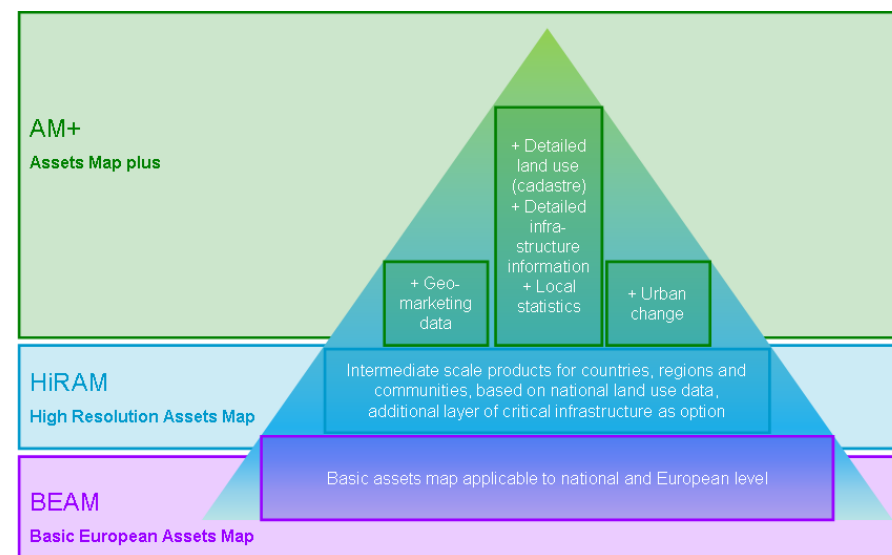 AM+
Assets Map plus
+ Detailed
land use
(cadastre)
+ Detailed
infra-
structure
information
+ Local
statistics
+ Geo-
marketing
data
+ Urban
change
HiRAM
High Resolution Assets Map
Intermediate scale products for countries, regions and
communities, based on national land use data,
additional layer of critical infrastructure as option
BEAM
Basic European Assets Map
Basic assets map applicable to national and European level